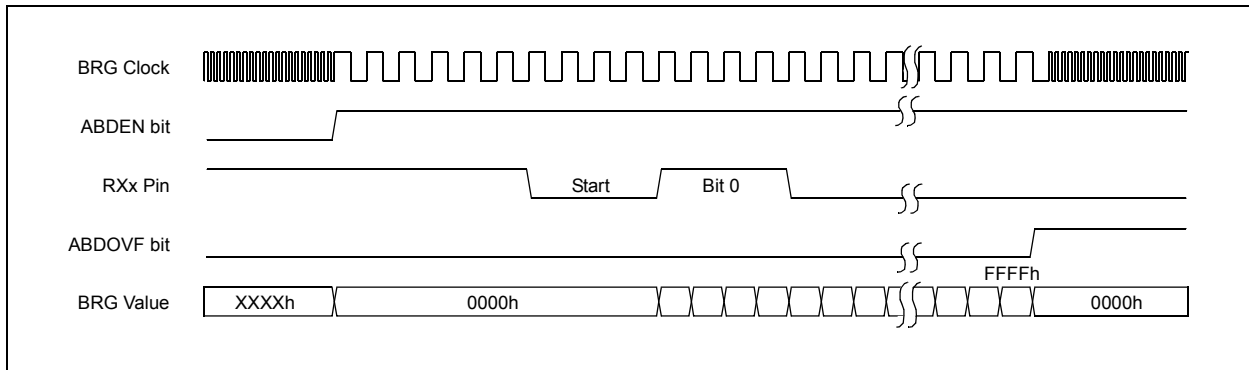 BRG Clock
ABDEN bit
RXx Pin
Start
Bit 0
ABDOVF bit
FFFFh
BRG Value
XXXXh
0000h
0000h